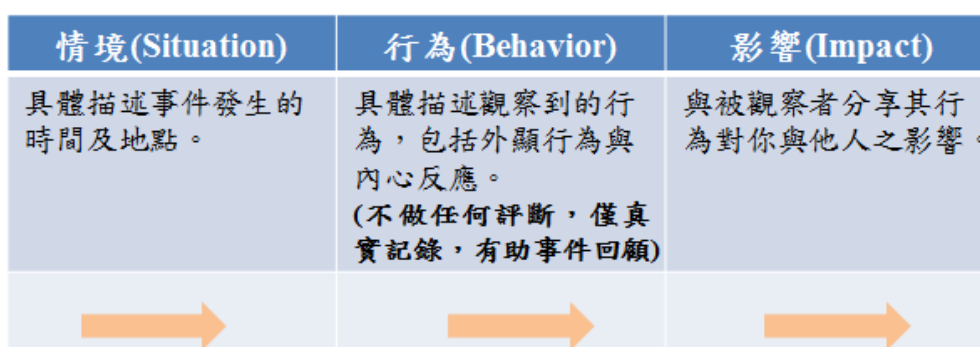 情境(Situation)
行為(Behavior)
影響(Impact)
具體描述事件發生的
時間及地點。
具體描述觀察到的行
為，包括外顯行為與
內心反應。
(不做任何評斷，僅真
實記錄，有助事件回顧)
與被觀察者分享其行
為對你與他人之影響。